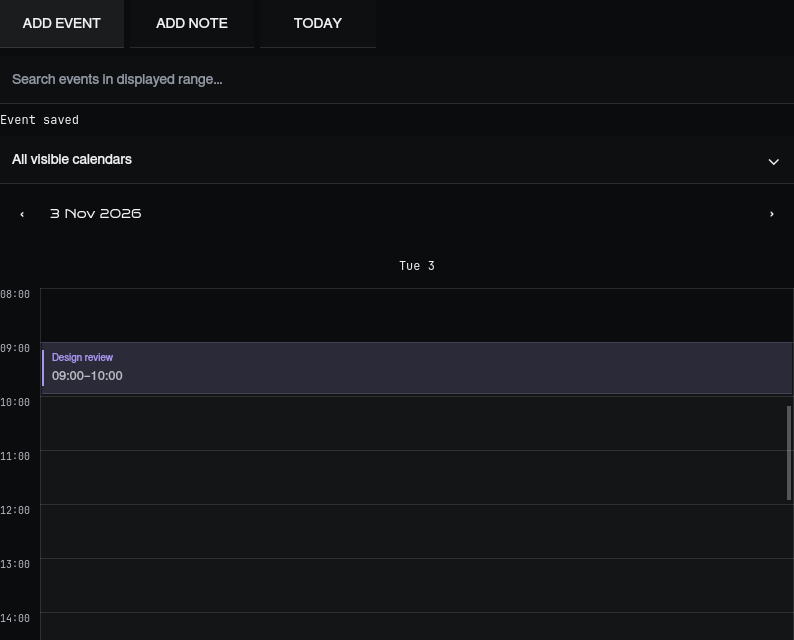 ADD EVENT ADD NOTE TODAY
Search events in displayed range...
Event saved
All visible calendars
‹ 3 Nov 2026 ›
Tue 3
08:00
09:00
Design review
09:00–10:00
10:00
11:00
12:00
13:00
14:00